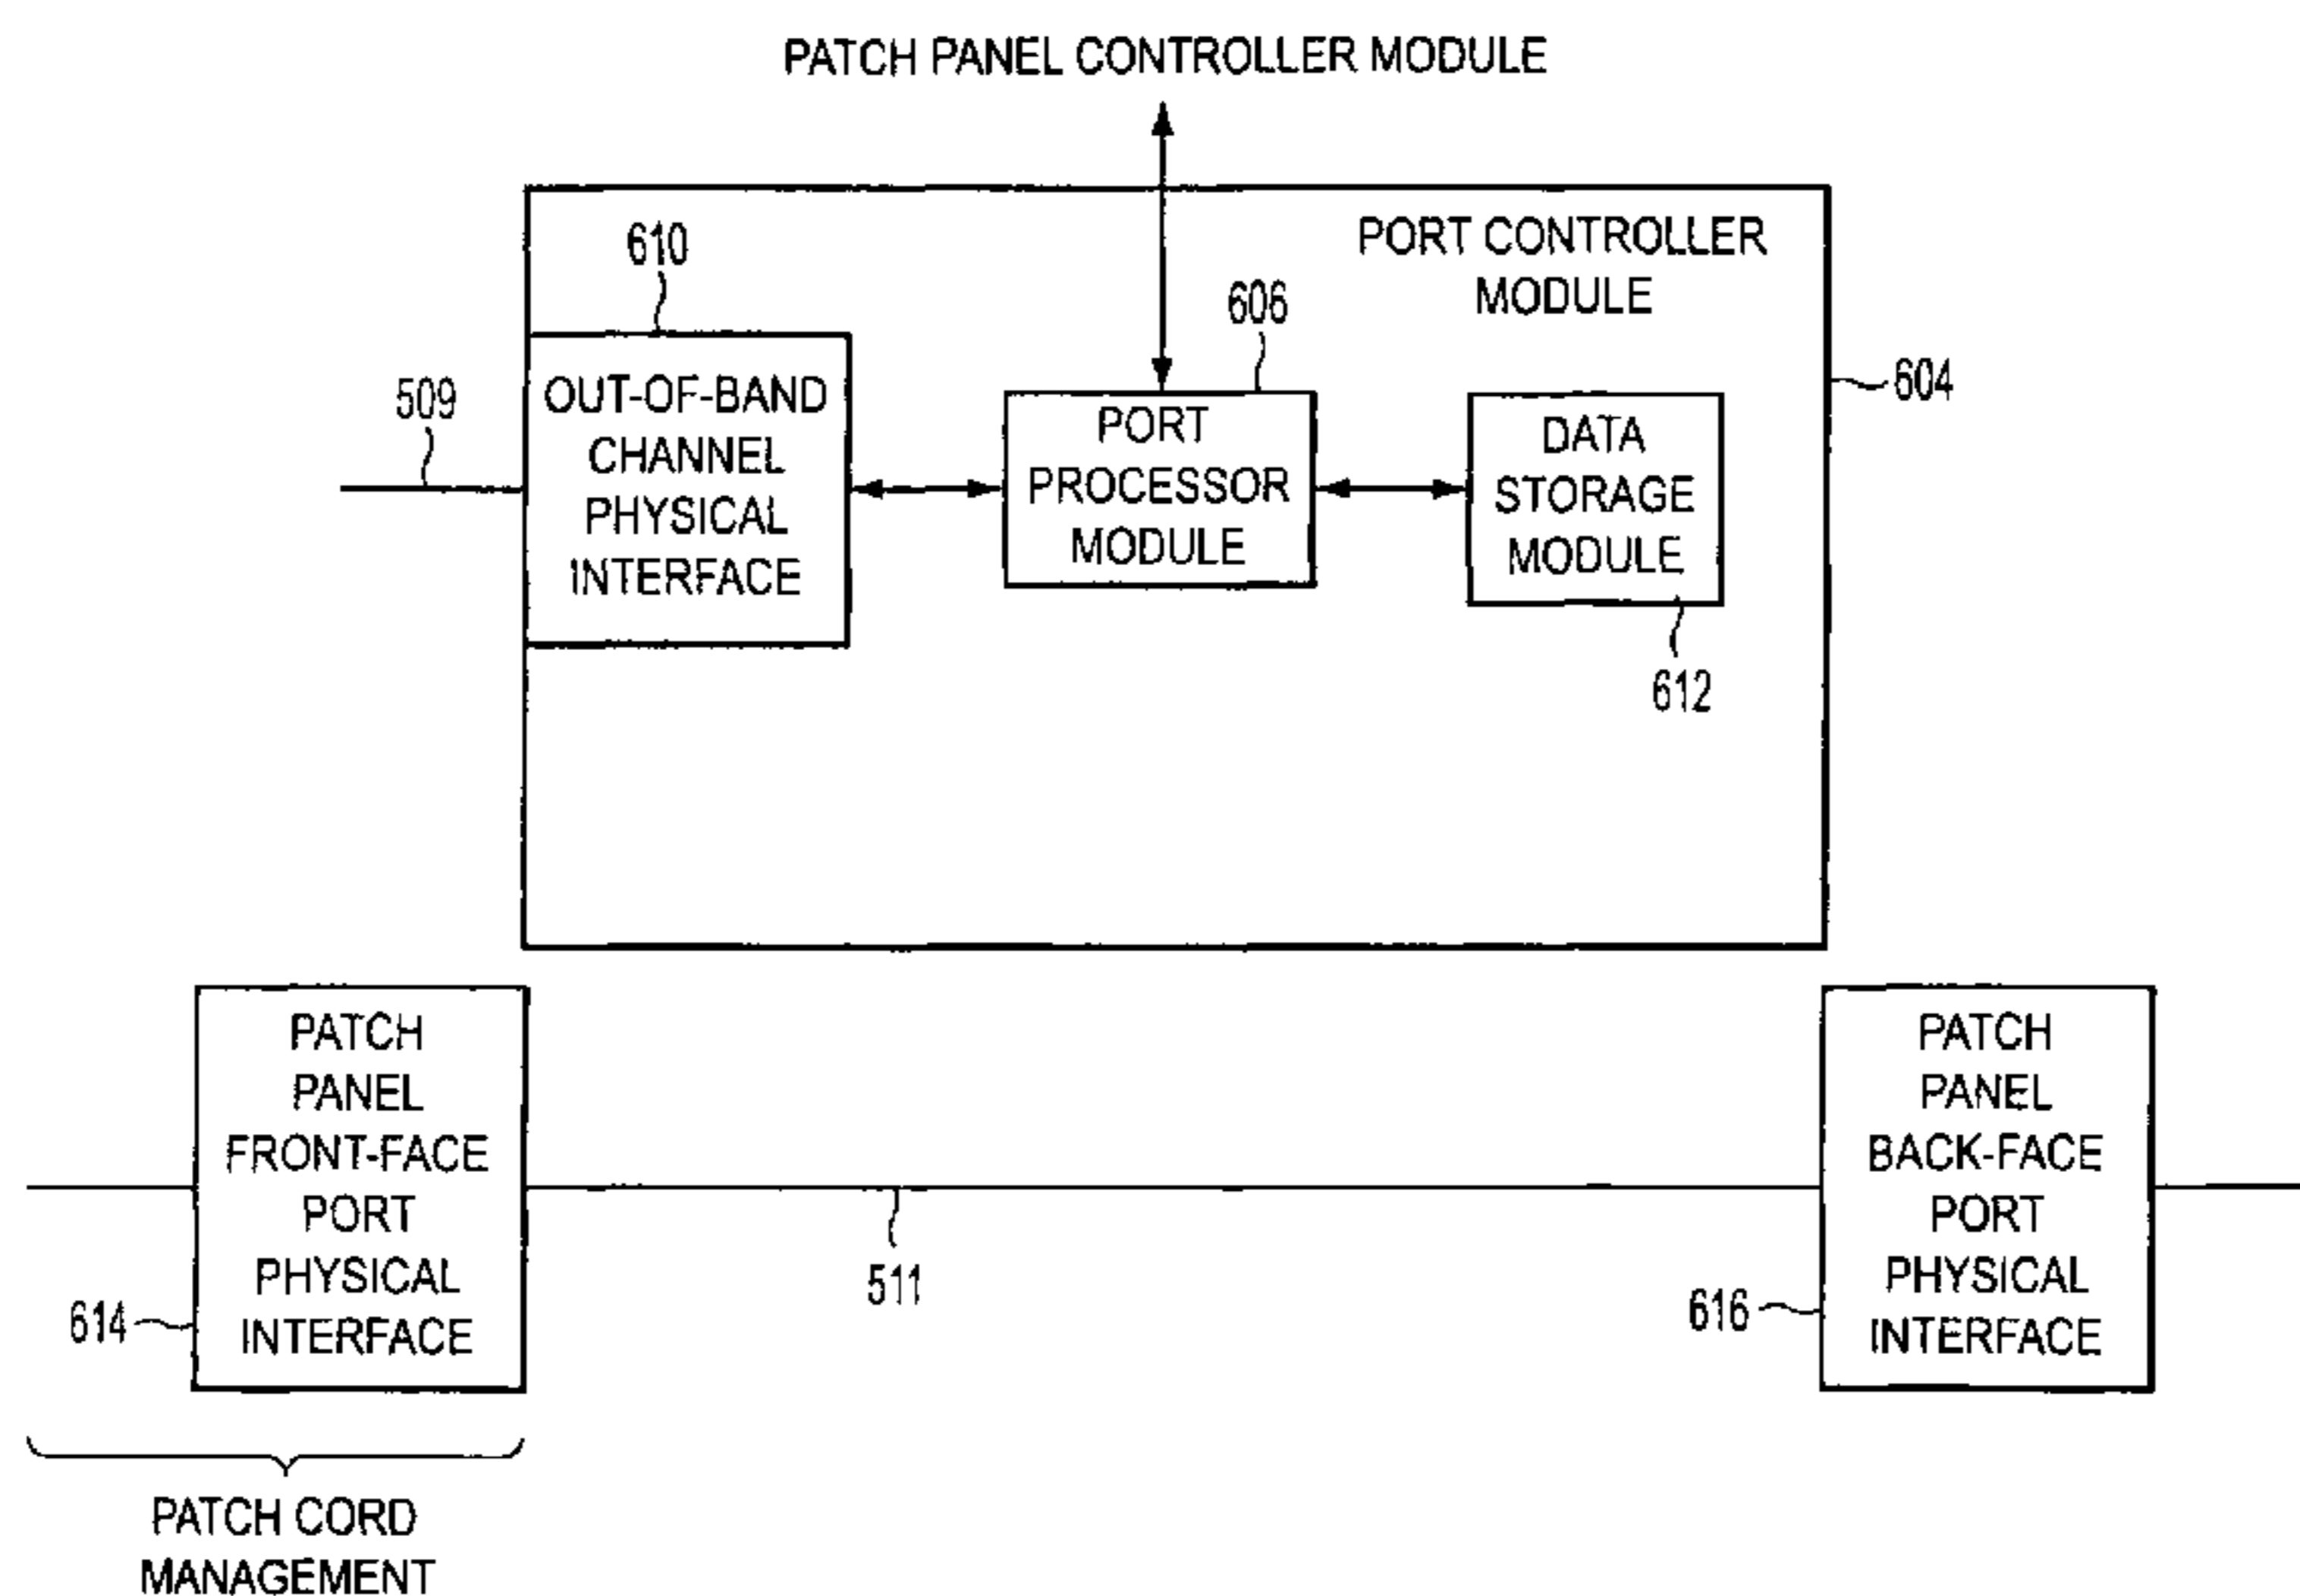 PATCH PANEL CONTROLLER MODULE
PORT CONTROLLER
MODULE
610
606
604
509
OUT-OF-BAND
CHANNEL
PHYSICAL
INTERFACE
PORT
PROCESSOR
MODULE
DATA
STORAGE
MODULE
612
PATCH
PANEL
FRONT-FACE
PORT
PHYSICAL
INTERFACE
614
511
PATCH
PANEL
BACK-FACE
PORT
PHYSICAL
INTERFACE
616
PATCH CORD
MANAGEMENT